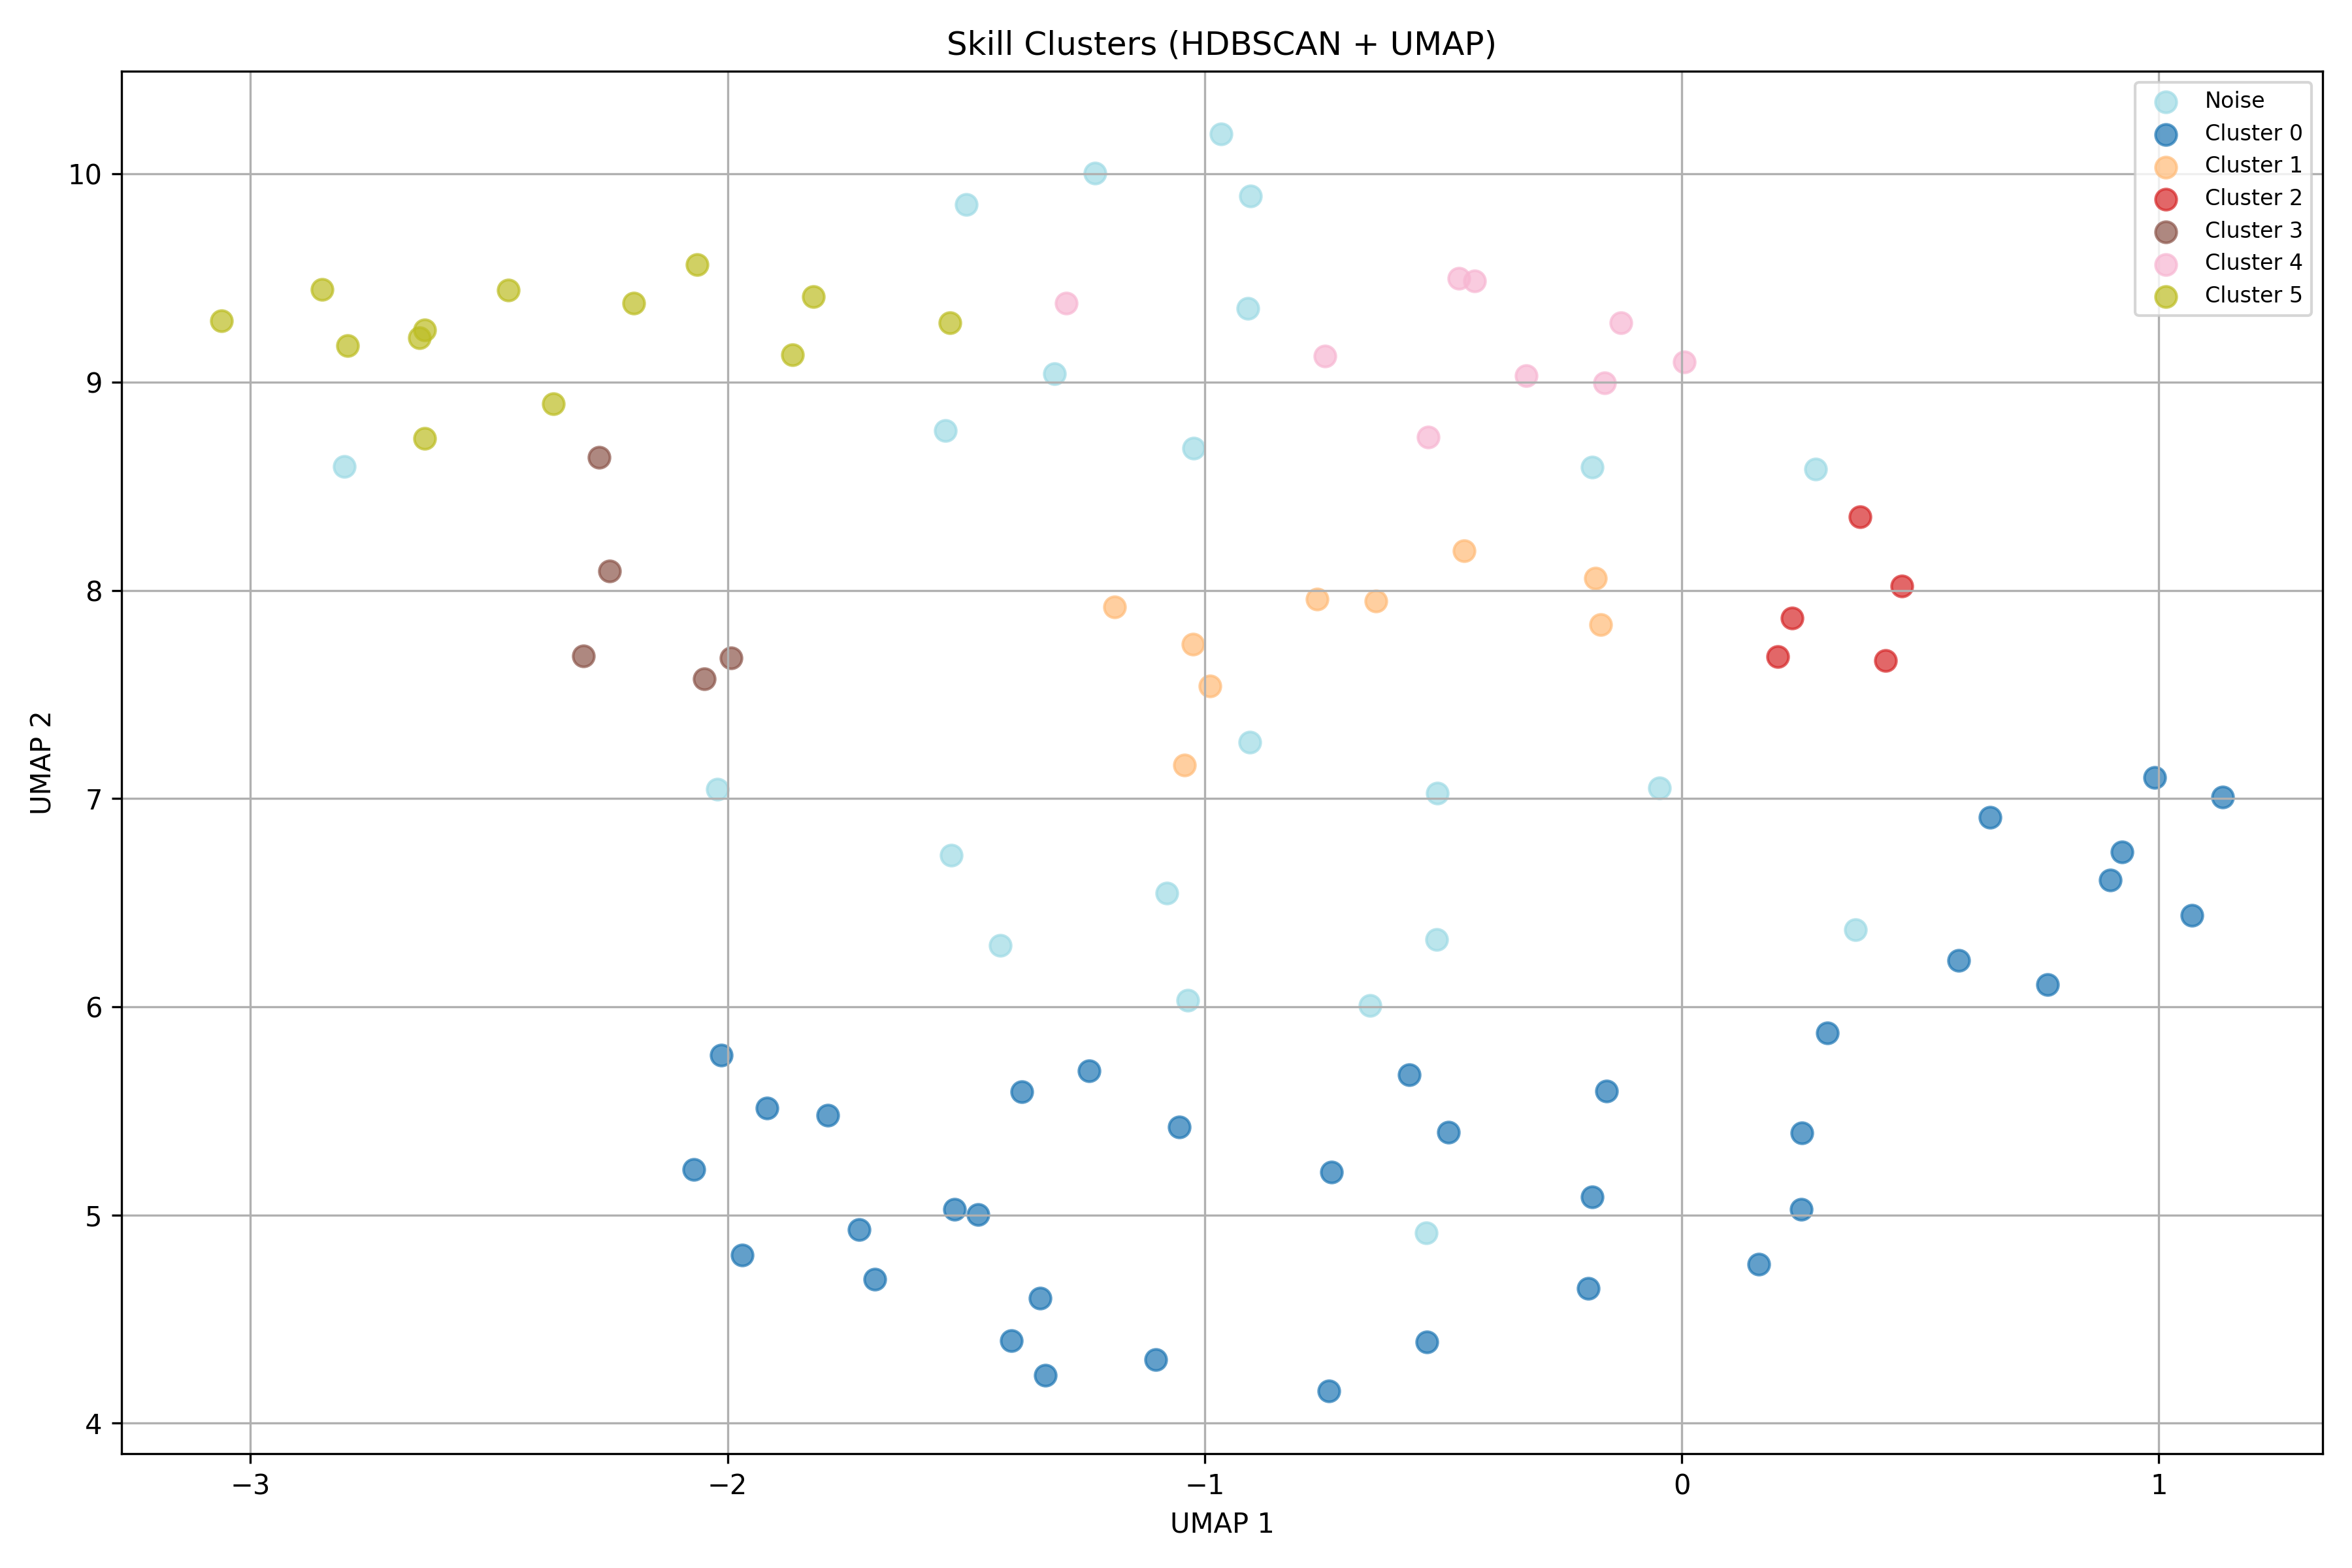 Skill Clusters (HDBSCAN + UMAP)
Noise
Cluster 0
Cluster 1
Cluster 2
Cluster 3
Cluster 4
Cluster 5
10
9
8
7
6
5
4
UMAP 2
−3
−2
−1
0
1
UMAP 1